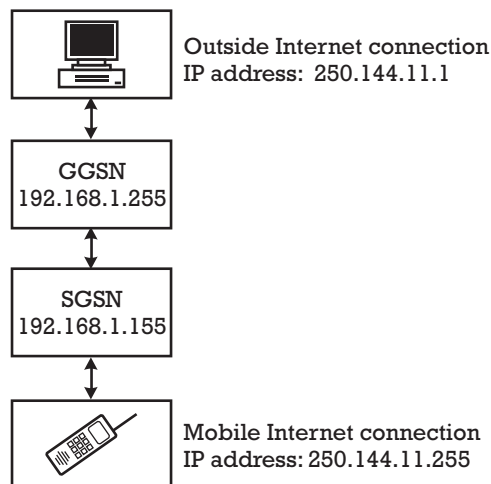 Outside Internet connection
IP address: 250.144.11.1
GGSN
192.168.1.255
SGSN
192.168.1.155
Mobile Internet connection
IP address: 250.144.11.255